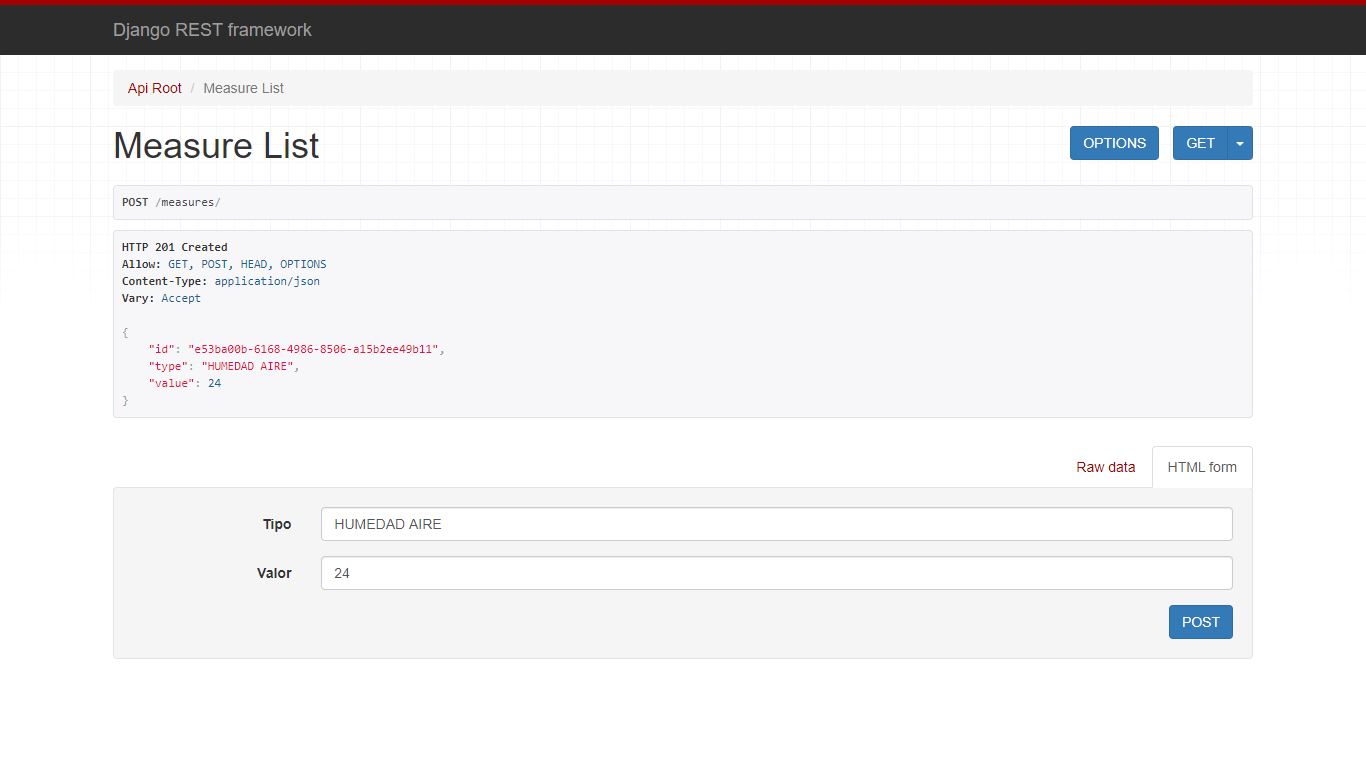 Django REST framework
Api Root / Measure List
Measure List
OPTIONS GET
POST /measures/
HTTP 201 Created
Allow: GET, POST, HEAD, OPTIONS
Content-Type: application/json
Vary: Accept
{
"id": "e53ba00b-6168-4986-8506-a15b2ee49b11",
"type": "HUMEDAD AIRE",
"value": 24
}
Raw data HTML form
Tipo HUMEDAD AIRE
Valor 24
POST